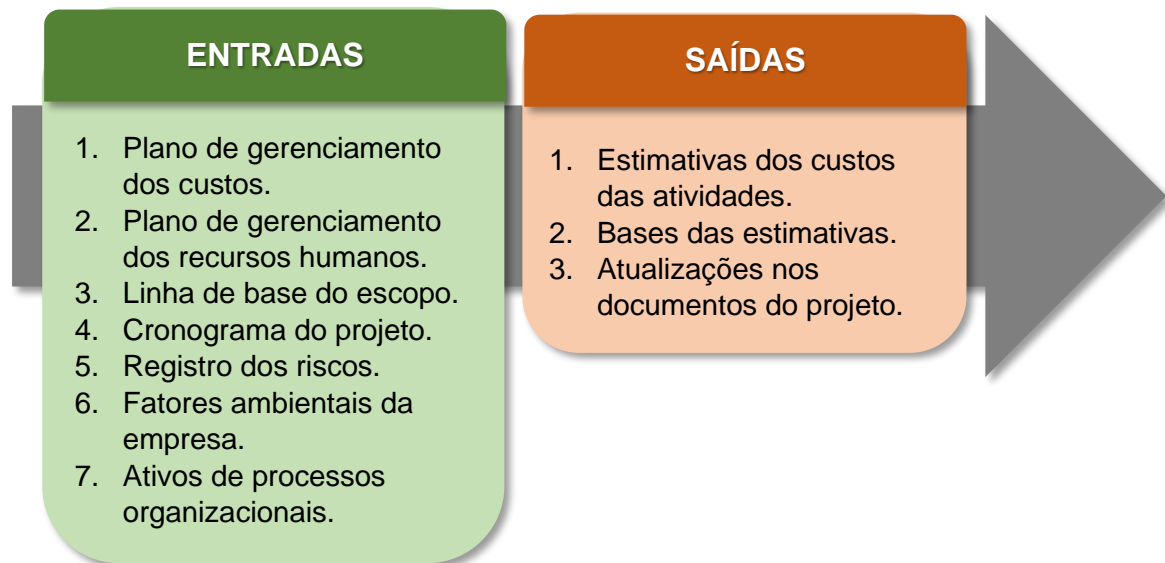 ENTRADAS
1. Plano de gerenciamento
dos custos.
2. Plano de gerenciamento
dos recursos humanos.
3. Linha de base do escopo.
4. Cronograma do projeto.
5. Registro dos riscos.
6. Fatores ambientais da
empresa.
7. Ativos de processos
organizacionais.
SAÍDAS
1. Estimativas dos custos
das atividades.
2. Bases das estimativas.
3. Atualizações nos
documentos do projeto.